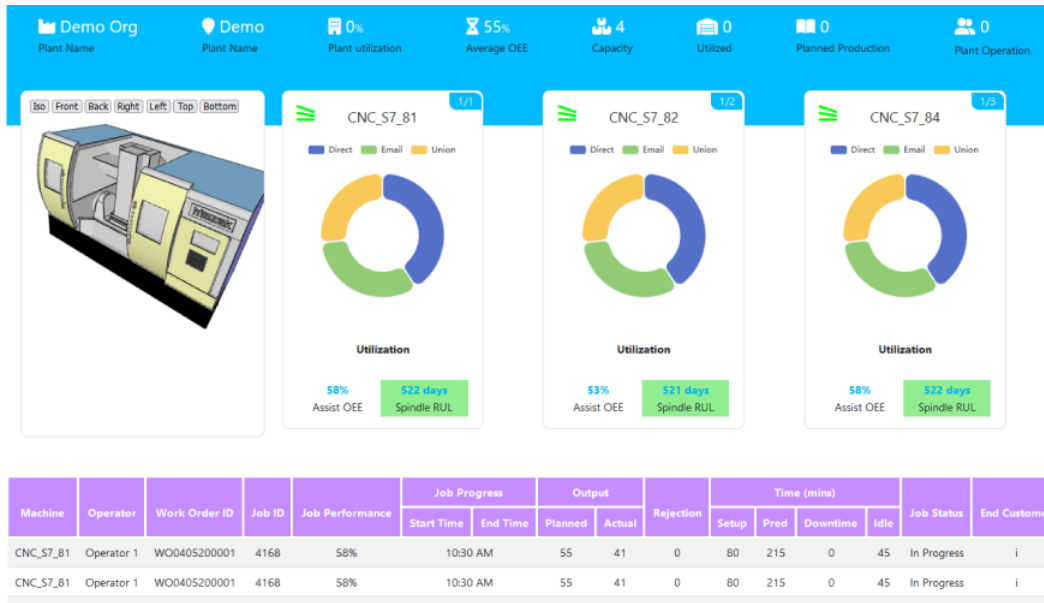 Demo Org Demo 0% 55% 4 0 0 0
Plant Name Plant Name Plant utilization Average OEE Capacity Utilized Planned Production Plant Operation
Iso Front Back Right Left Top Bottom
1/1
CNC_S7_81
Direct Email Union
Utilization
58% 522 days
Assist OEE Spindle RUL
1/2
CNC_S7_82
Direct Email Union
Utilization
53% 521 days
Assist OEE Spindle RUL
1/3
CNC_S7_84
Direct Email Union
Utilization
58% 522 days
Assist OEE Spindle RUL
Machine Operator Work Order ID Job ID Job Performance Job Progress Output Rejection Time (mins) Job Status End Custome
Start Time End Time Planned Actual Setup Pred Downtime Idle
CNC_S7_81 Operator 1 WO0405200001 4168 58% 10:30 AM 55 41 0 80 215 0 45 In Progress i
CNC_S7_81 Operator 1 WO0405200001 4168 58% 10:30 AM 55 41 0 80 215 0 45 In Progress i